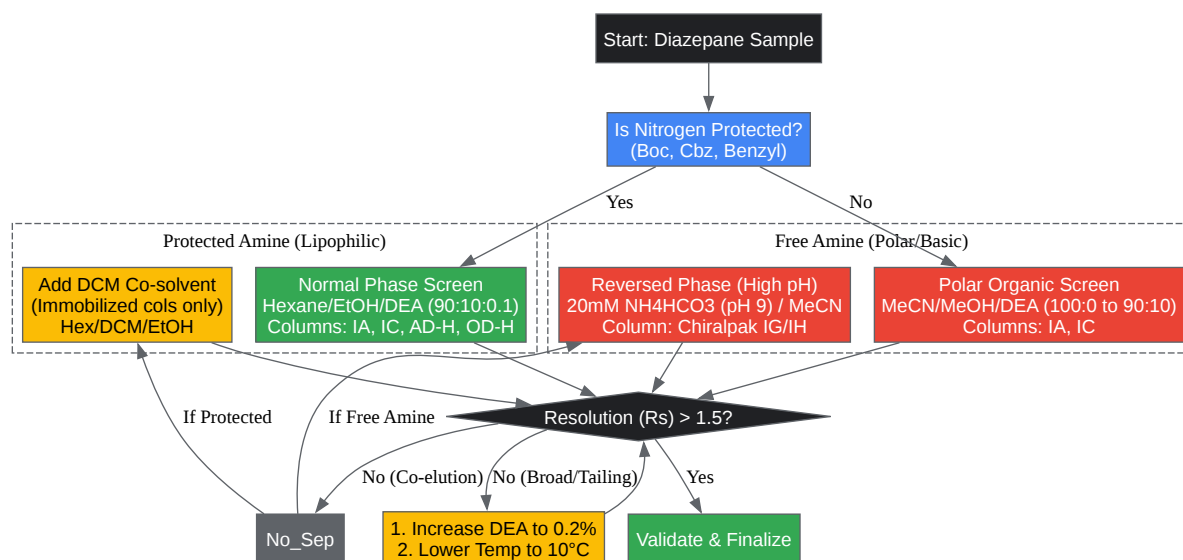 Start: Diazepane Sample
Is Nitrogen Protected?
(Boc, Cbz, Benzyl)
Yes
No
Protected Amine (Lipophilic)
Free Amine (Polar/Basic)
Add DCM Co-solvent
(Immobilized cols only)
Hex/DCM/EtOH
Normal Phase Screen
Hexane/EtOH/DEA (90:10:0.1)
Columns: IA, IC, AD-H, OD-H
Reversed Phase (High pH)
20mM NH4HCO3 (pH 9) / MeCN
Column: Chiralpak IG/IH
Polar Organic Screen
MeCN/MeOH/DEA (100:0 to 90:10)
Columns: IA, IC
If Protected
If Free Amine
Resolution (Rs) > 1.5?
No (Co-elution)
No (Broad/Tailing)
Yes
No_Sep
1. Increase DEA to 0.2%
2. Lower Temp to 10°C
Validate & Finalize